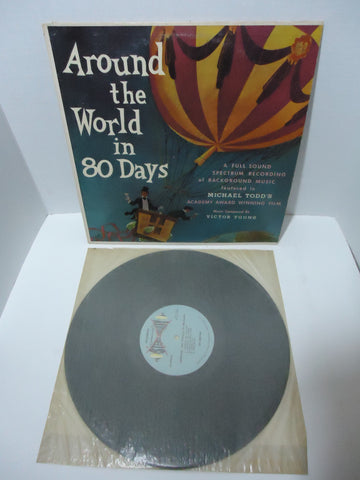 Around
the
World
in
80 Days
A FULL SOUND
SPECTRUM RECORDING
of BACKGROUND MUSIC
featured in
MICHAEL TODD'S
ACADEMY AWARD WINNING FILM
Music Composed By
VICTOR YOUNG